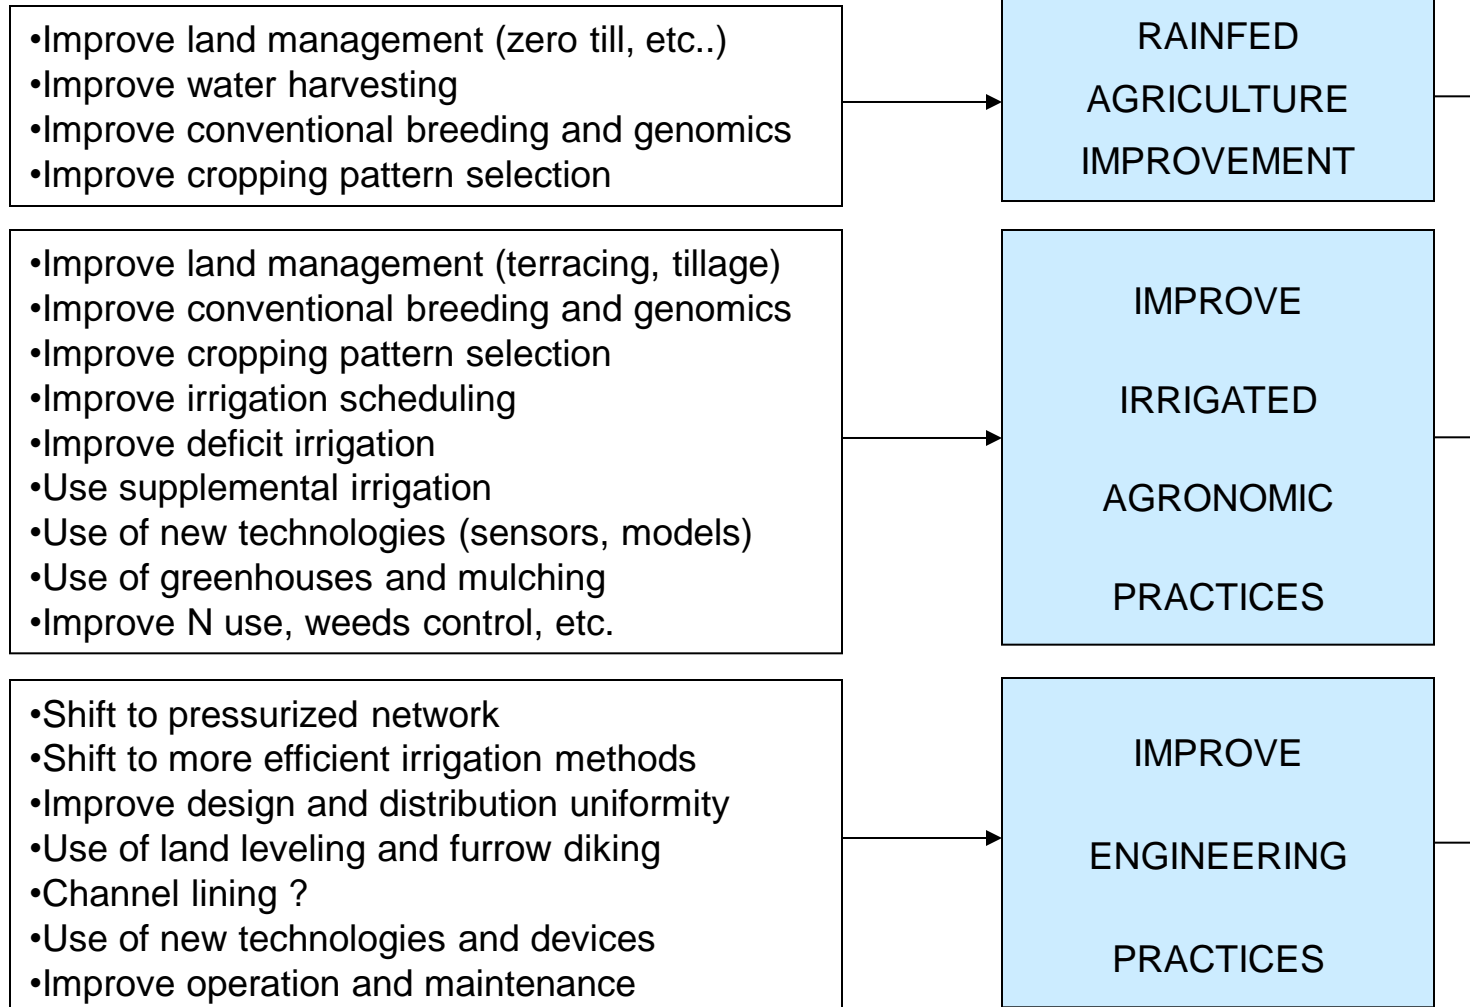 •Improve land management (zero till, etc..)
•Improve water harvesting
•Improve conventional breeding and genomics
•Improve cropping pattern selection
RAINFED
AGRICULTURE
IMPROVEMENT
•Improve land management (terracing, tillage)
•Improve conventional breeding and genomics
•Improve cropping pattern selection
•Improve irrigation scheduling
•Improve deficit irrigation
•Use supplemental irrigation
•Use of new technologies (sensors, models)
•Use of greenhouses and mulching
•Improve N use, weeds control, etc.
IMPROVE
IRRIGATED
AGRONOMIC
PRACTICES
•Shift to pressurized network
•Shift to more efficient irrigation methods
•Improve design and distribution uniformity
•Use of land leveling and furrow diking
•Channel lining ?
•Use of new technologies and devices
•Improve operation and maintenance
IMPROVE
ENGINEERING
PRACTICES